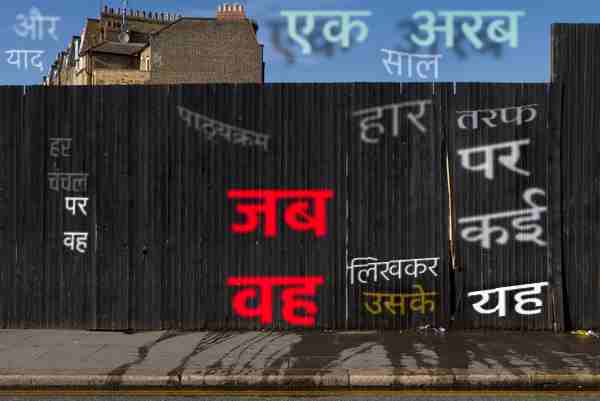 और
याद
एक अरब
साल
पाठ्यक्रम
हार
तरफ
हर
चंचल
पर
वह
जब
वह
पर
कई
लिखकर
उसके
यह